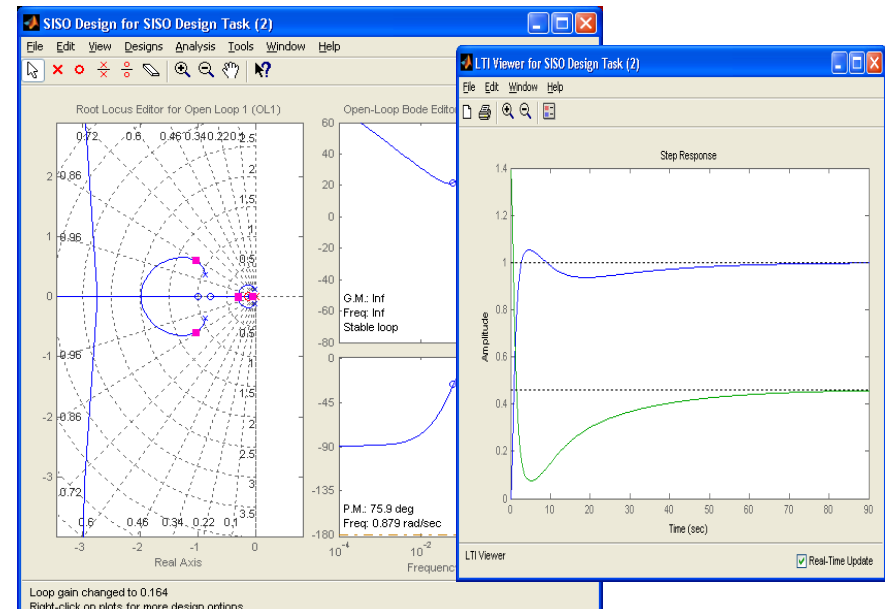 SISO Design for SISO Design Task (2)
File Edit View Designs Analysis Tools Window Help
Root Locus Editor for Open Loop 1 (OL1)
0.72 0.6 0.46 0.34 0.22 0.1 2.5
2 0.86 2
1.5
1 0.96 1
0.5
0
0.5
-1 0.96 1
1.5
-2 0.86 2
2.5
-3 3
0.72 3.5
0.6 0.46 0.34 0.22 0.1
-3 -2 -1 0
Real Axis
Open-Loop Bode Editor
60
40
20
0
-20
-40
-60
-80
G.M.: Inf
Freq: Inf
Stable loop
0
-45
-90
-135
-180
P.M.: 75.9 deg
Freq: 0.879 rad/sec
10-4 10-2
Frequency
Loop gain changed to 0.164
Right-click on plots for more design options
LTI Viewer for SISO Design Task (2)
File Edit Window Help
Step Response
1.4
1.2
1
0.8
0.6
0.4
0.2
0
Amplitude
0 10 20 30 40 50 60 70 80 90
Time (sec)
LTI Viewer
Real-Time Update